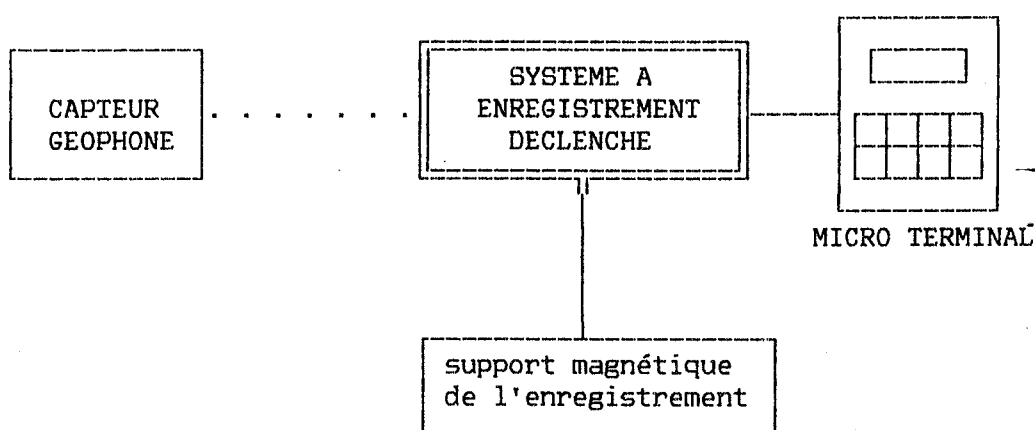 CAPTEUR
GEOPHONE
SYSTEME A
ENREGISTREMENT
DECLENCHE
MICRO TERMINAL
support magnétique
de l'enregistrement